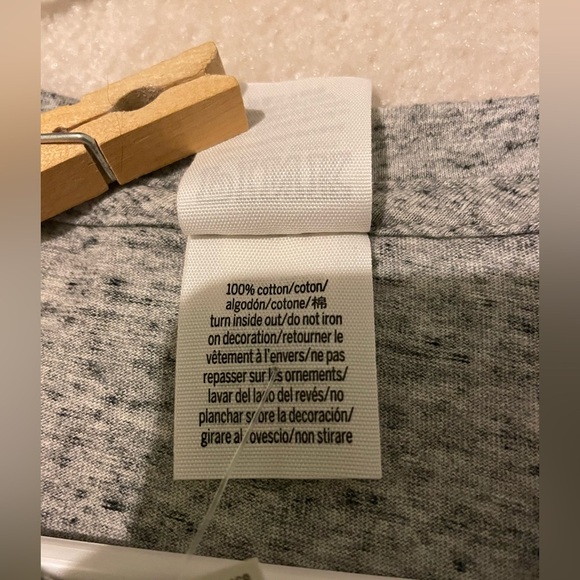 100% cotton/coton/
algodón/cotone/棉
turn inside out/do not iron
on decoration/retourner le
vêtement à l'envers/ne pas
repasser sur les ornements/
lavar del lado del revés/no
planchar sobre la decoración/
girare al rovescio/non stirare